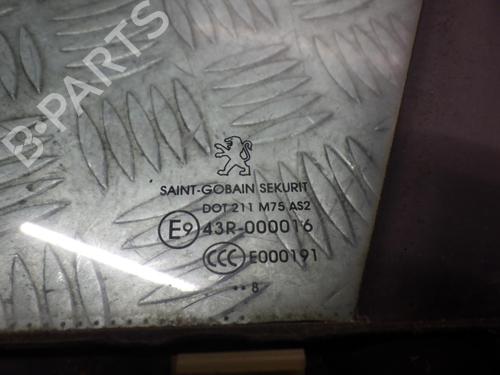 B-PARTS
SAINT-GOBAIN SEKURIT
DOT 211 M75 AS2
E9 43R-000016
CCC E000191
•• 8